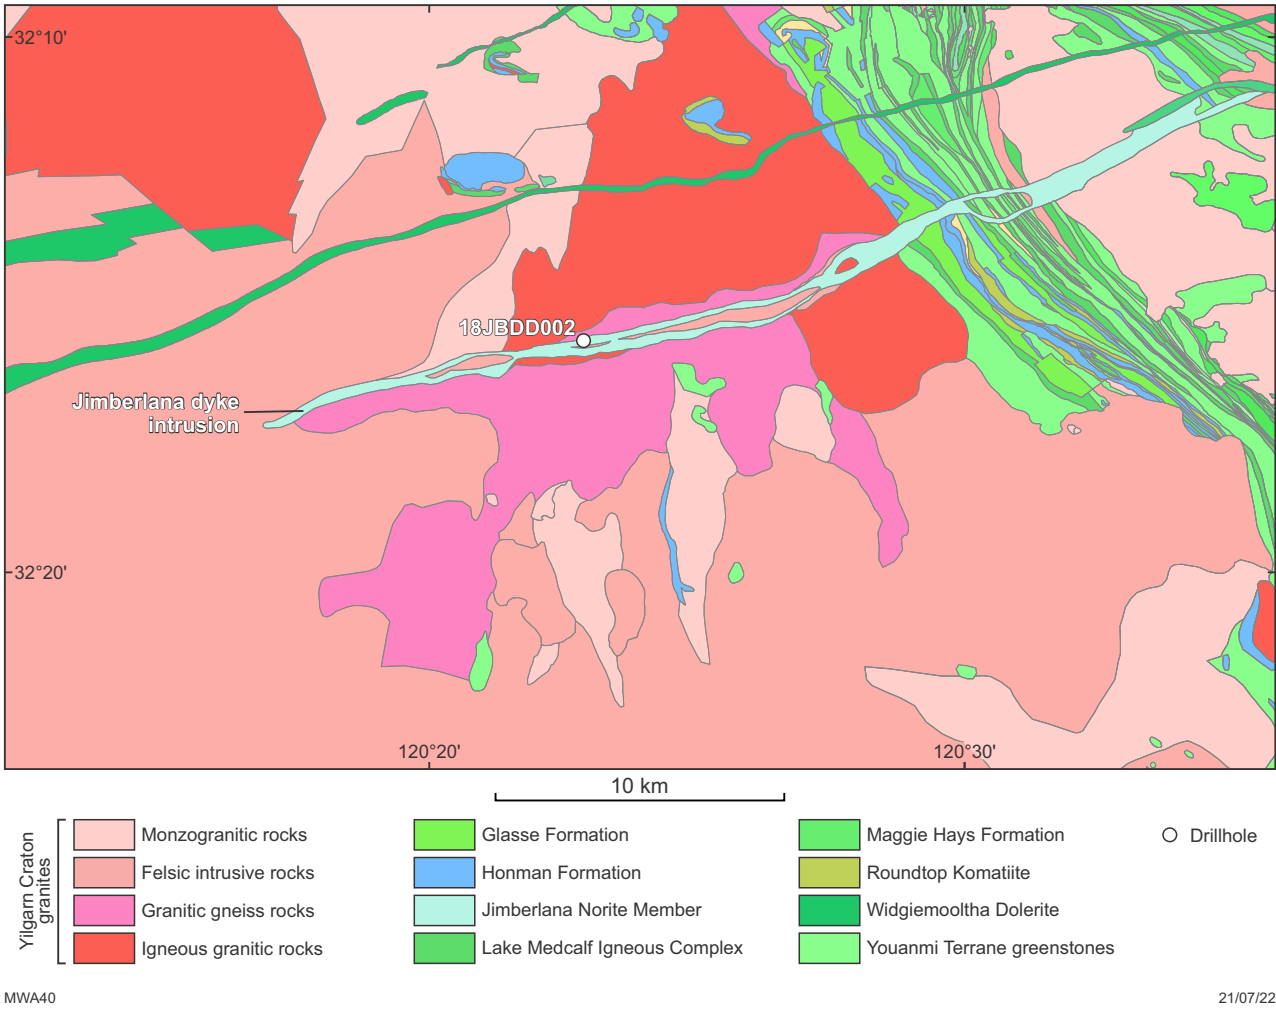 32°10'
18JBDD002
Jimberlana dyke
intrusion
32°20'
120°20'
120°30'
10 km
Yilgarn Craton
granites
Monzogranitic rocks
Felsic intrusive rocks
Granitic gneiss rocks
Igneous granitic rocks
Glasse Formation
Honman Formation
Jimberlana Norite Member
Lake Medcalf Igneous Complex
Maggie Hays Formation
Roundtop Komatiite
Widgiemooltha Dolerite
Youanmi Terrane greenstones
Drillhole
MWA40
21/07/22